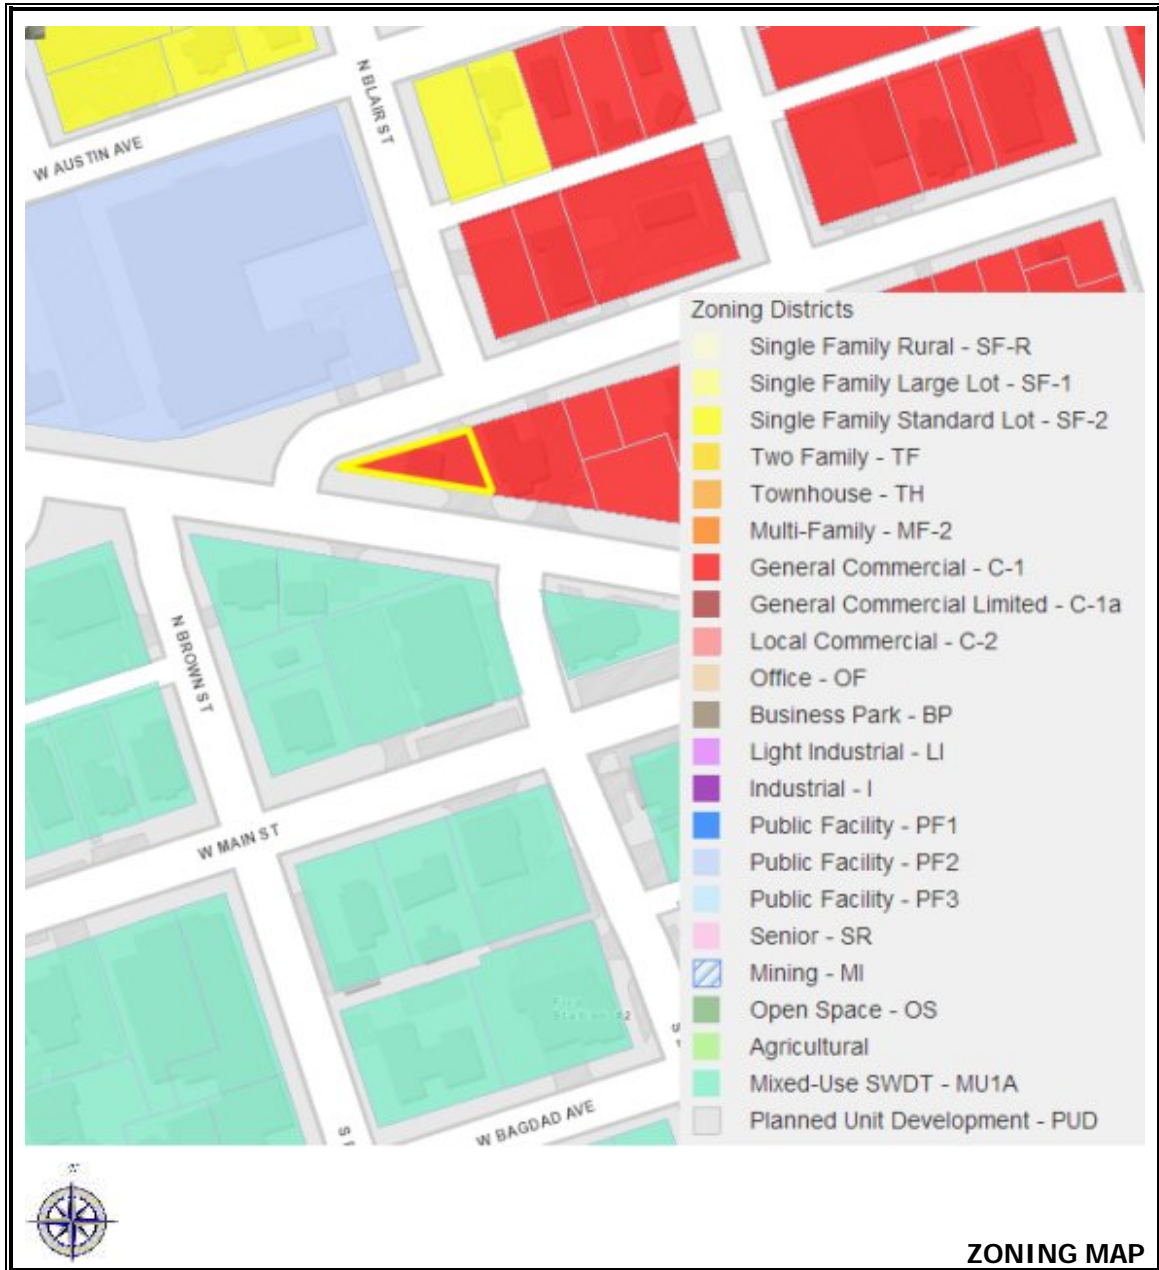 N BLAIR ST
W AUSTIN AVE
Zoning Districts
Single Family Rural - SF-R
Single Family Large Lot - SF-1
Single Family Standard Lot - SF-2
Two Family - TF
Townhouse - TH
Multi-Family - MF-2
General Commercial - C-1
General Commercial Limited - C-1a
Local Commercial - C-2
Office - OF
Business Park - BP
Light Industrial - LI
Industrial - I
Public Facility - PF1
Public Facility - PF2
Public Facility - PF3
Senior - SR
Mining - MI
Open Space - OS
Agricultural
Mixed-Use SWDT - MU1A
Planned Unit Development - PUD
N BROWN ST
W MAIN ST
Station #2
W BAGDAD AVE
ZONING MAP